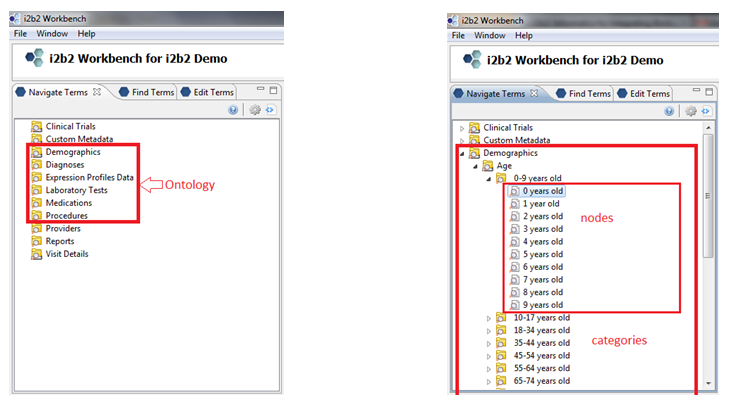 i2b2 Workbench
File Window Help
i2b2 Workbench for i2b2 Demo
Navigate Terms Find Terms Edit Terms
Clinical Trials
Custom Metadata
Demographics
Diagnoses
Expression Profiles Data
Laboratory Tests
Medications
Procedures
Providers
Reports
Visit Details
Ontology
i2b2 Workbench
File Window Help
i2b2 Workbench for i2b2 Demo
Navigate Terms Find Terms Edit Terms
Clinical Trials
Custom Metadata
Demographics
Age
0-9 years old
0 years old
1 year old
2 years old
3 years old
4 years old
5 years old
6 years old
7 years old
8 years old
9 years old
nodes
10-17 years old
18-34 years old
35-44 years old
45-54 years old
55-64 years old
65-74 years old
categories